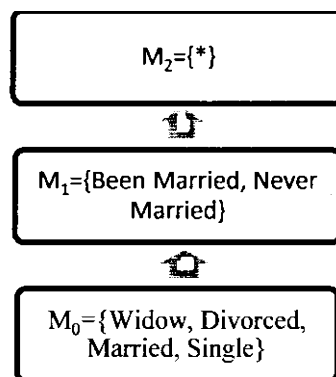 M₂={*}
M₁={Been Married, Never
Married}
M₀={Widow, Divorced,
Married, Single}